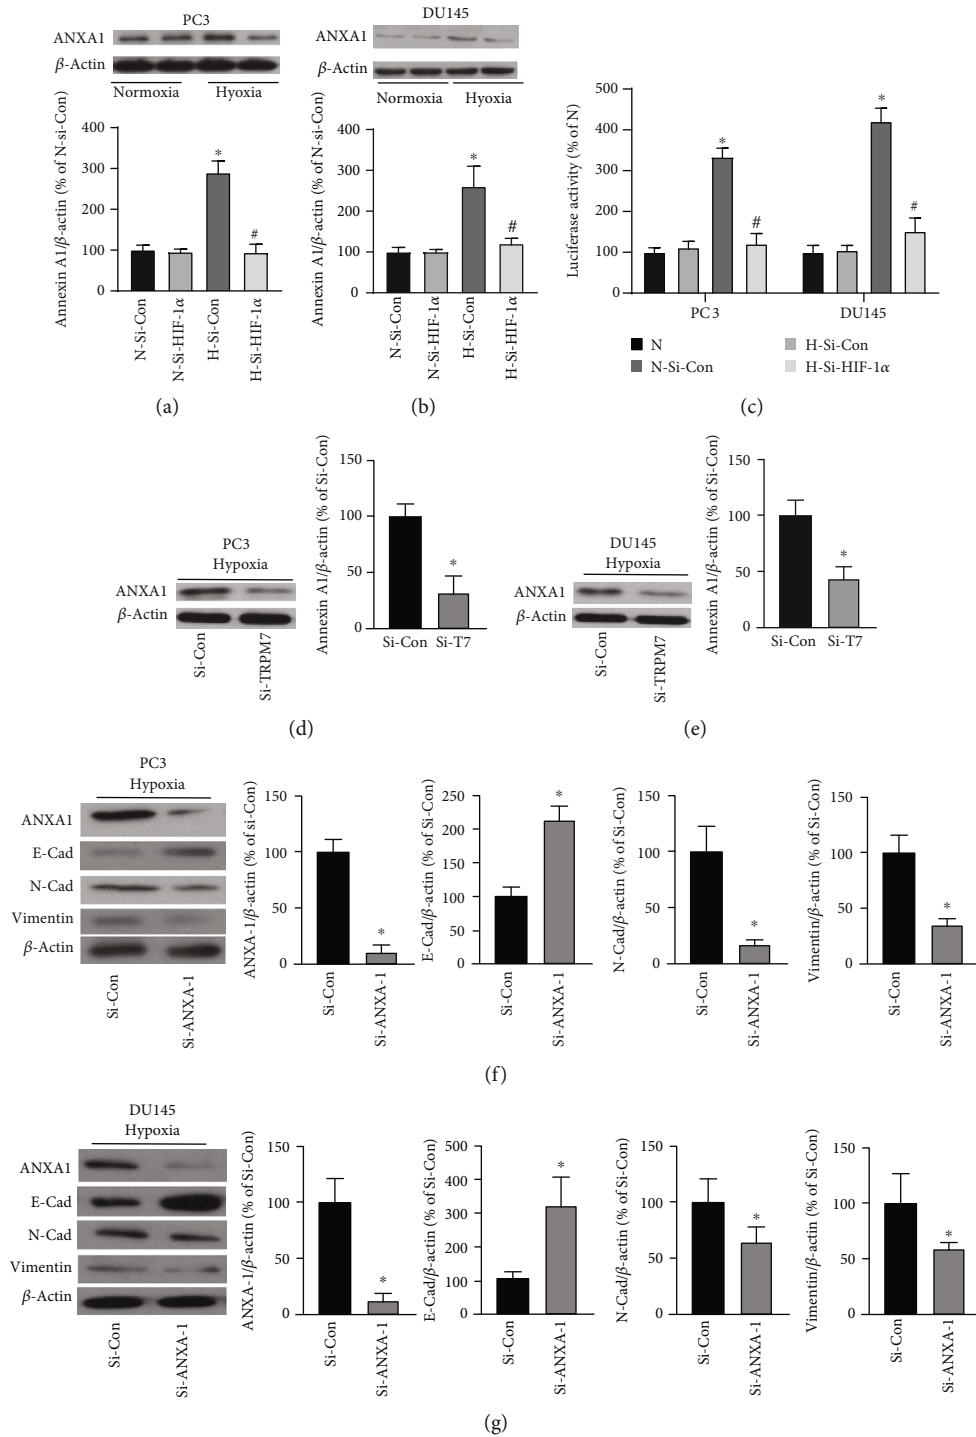 PC3
ANXA1
β-Actin
Normoxia Hyoxia
Annexin A1/β-actin (% of N-si-Con)
400
300
200
100
0
*
#
N-Si-Con
N-Si-HIF-1α
H-Si-Con
H-Si-HIF-1α
(a)
DU145
ANXA1
β-Actin
Normoxia Hyoxia
Annexin A1/β-actin (% of N-si-Con)
400
300
200
100
0
*
#
N-Si-Con
N-Si-HIF-1α
H-Si-Con
H-Si-HIF-1α
(b)
Luciferase activity (% of N)
500
400
300
200
100
0
*
#
*
#
PC3 DU145
N
N-Si-Con
H-Si-Con
H-Si-HIF-1α
(c)
PC3
Hypoxia
ANXA1
β-Actin
Si-Con
Si-TRPM7
Annexin A1/β-actin (% of Si-Con)
150
100
50
0
*
Si-Con Si-T7
(d)
DU145
Hypoxia
ANXA1
β-Actin
Si-Con
Si-TRPM7
Annexin A1/β-actin (% of Si-Con)
150
100
50
0
*
Si-Con Si-T7
(e)
PC3
Hypoxia
ANXA1
E-Cad
N-Cad
Vimentin
β-Actin
Si-Con
Si-ANXA-1
ANXA-1/β-actin (% of si-Con)
150
100
50
0
*
Si-Con
Si-ANXA-1
E-Cad/β-actin (% of Si-Con)
250
200
150
100
50
0
*
Si-Con
Si-ANXA-1
N-Cad/β-actin (% of Si-Con)
150
100
50
0
*
Si-Con
Si-ANXA-1
Vimentin/β-actin (% of Si-Con)
150
100
50
0
*
Si-Con
Si-ANXA-1
(f)
DU145
Hypoxia
ANXA1
E-Cad
N-Cad
Vimentin
β-Actin
Si-Con
Si-ANXA-1
ANXA-1/β-actin (% of Si-Con)
150
100
50
0
*
Si-Con
Si-ANXA-1
E-Cad/β-actin (% of Si-Con)
500
400
300
200
100
0
*
Si-Con
Si-ANXA-1
N-Cad/β-actin (% of Si-Con)
150
100
50
0
*
Si-Con
Si-ANXA-1
Vimentin/β-actin (% of Si-Con)
150
100
50
0
*
Si-Con
Si-ANXA-1
(g)